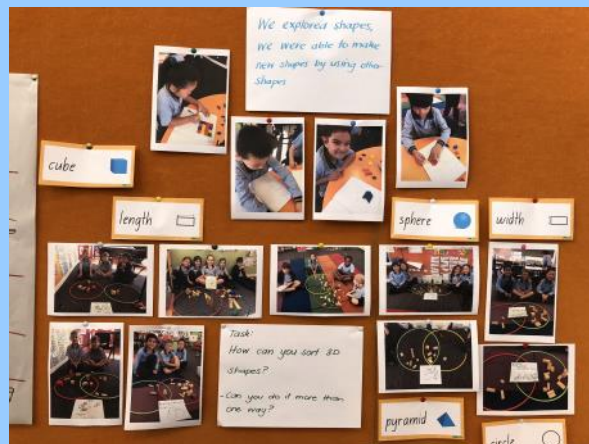 We explored shapes,
we were able to make
new shapes by using other
shapes
cube
length
sphere
width
Task:
How can you sort 3D
shapes?
- Can you do it more than
one way?
pyramid
circle